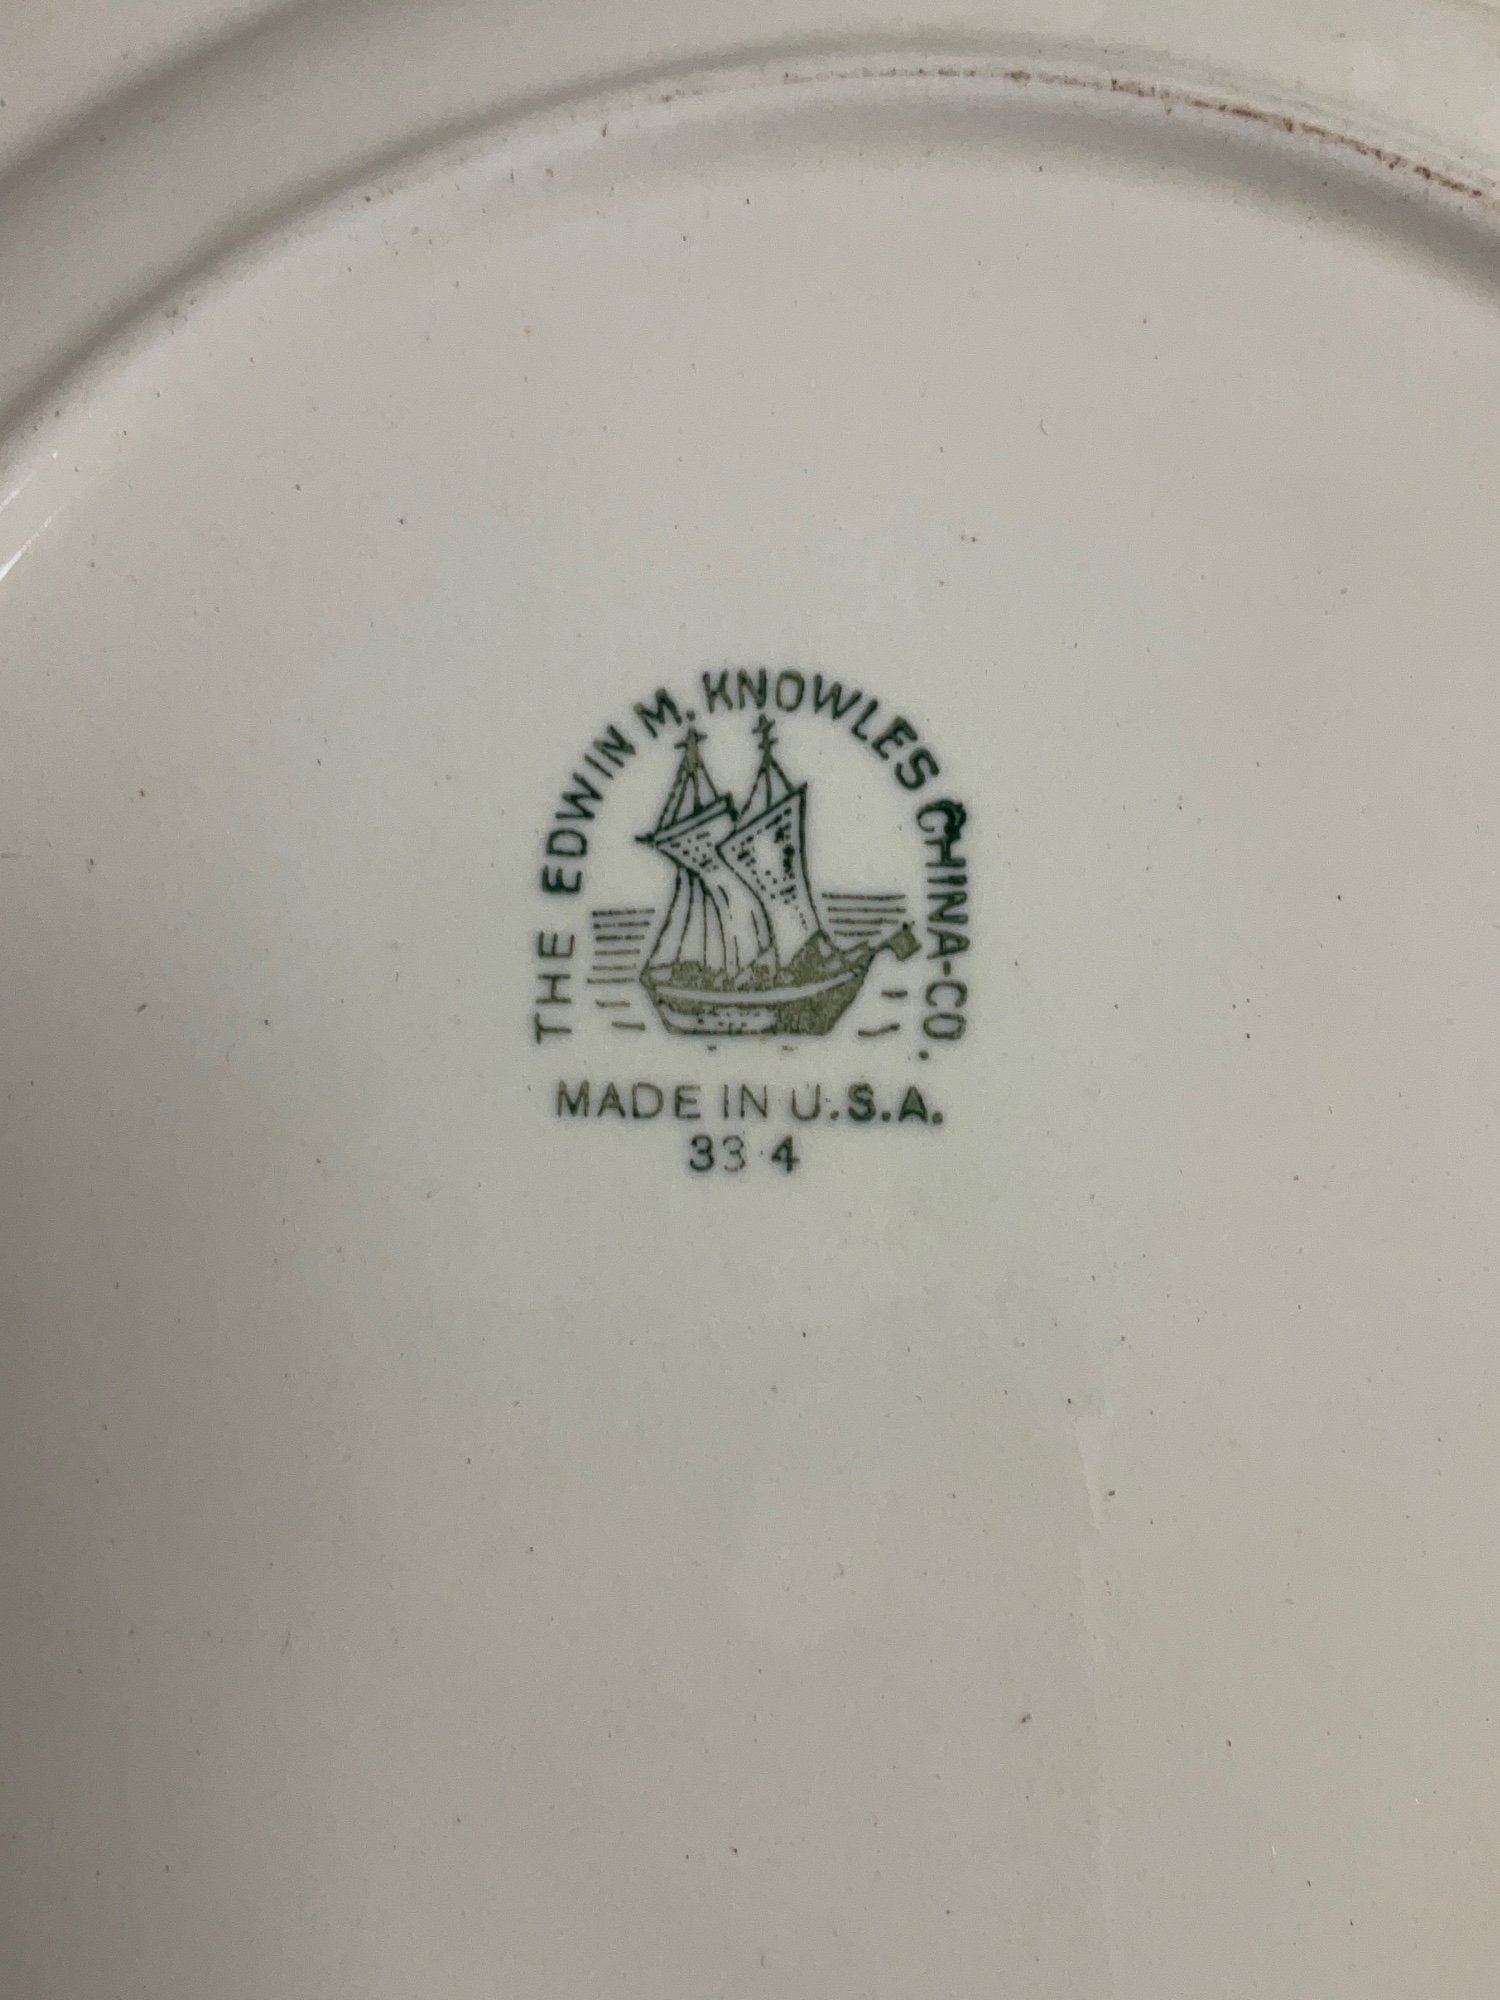 THE EDWIN M. KNOWLES CHINA-CO.
MADE IN U.S.A.
33 4